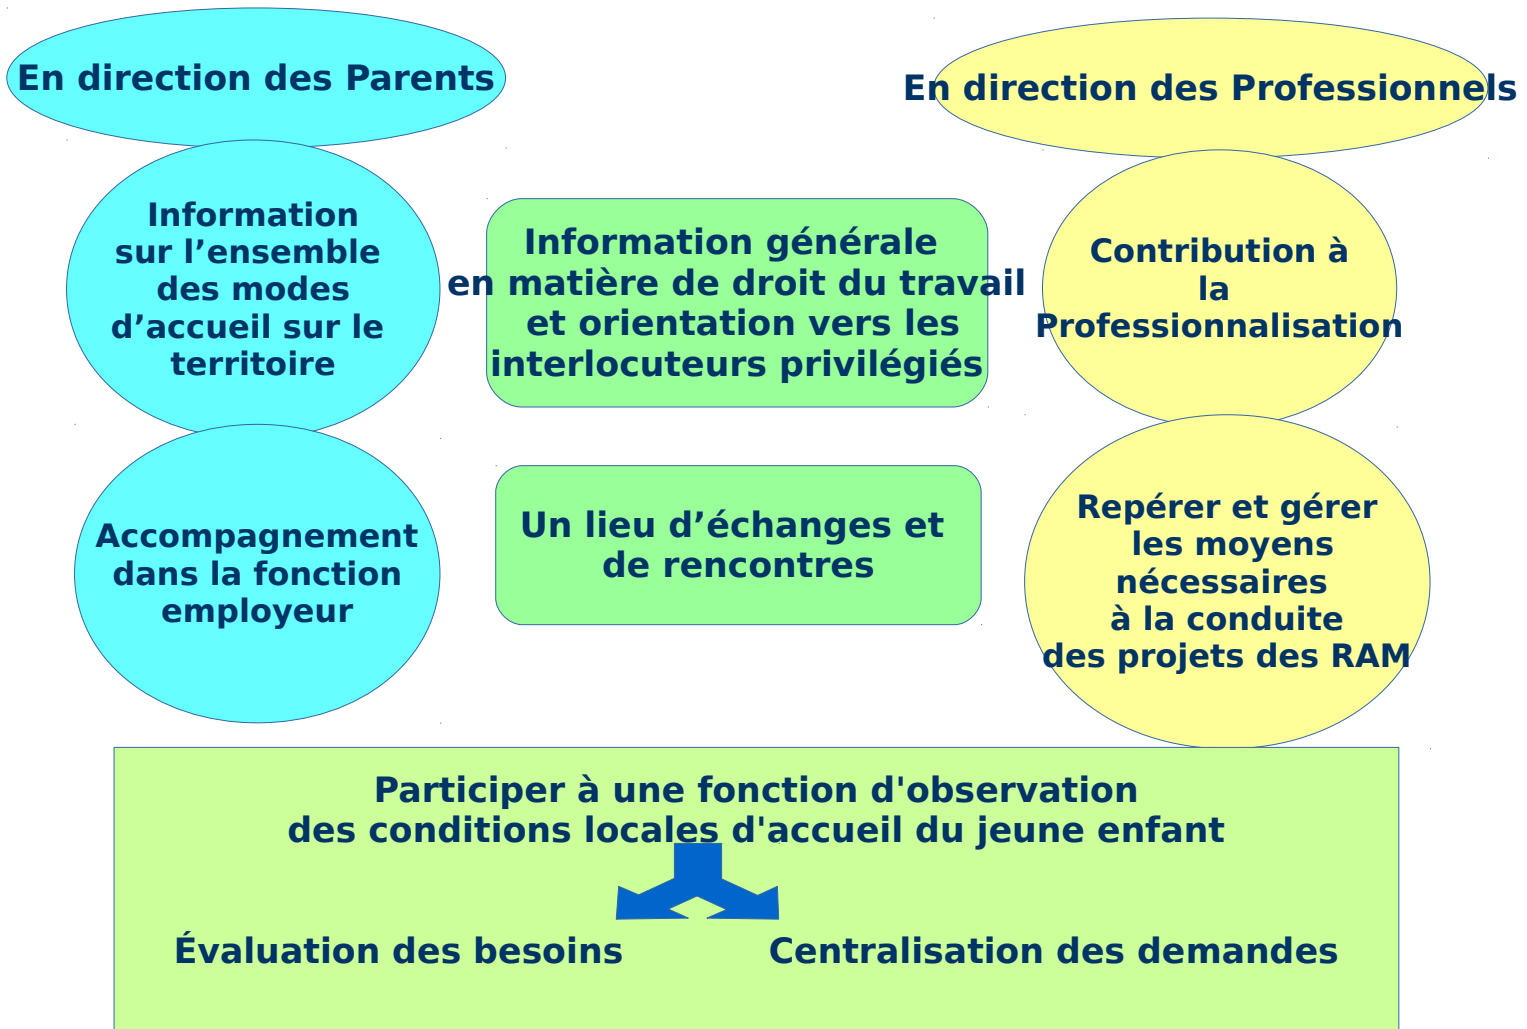 En direction des Parents
En direction des Professionnels
Information
sur l’ensemble
des modes
d’accueil sur le
territoire
Information générale
en matière de droit du travail
et orientation vers les
interlocuteurs privilégiés
Contribution à
la
Professionnalisation
Accompagnement
dans la fonction
employeur
Un lieu d’échanges et
de rencontres
Repérer et gérer
les moyens
nécessaires
à la conduite
des projets des RAM
Participer à une fonction d'observation
des conditions locales d'accueil du jeune enfant
Évaluation des besoins
Centralisation des demandes